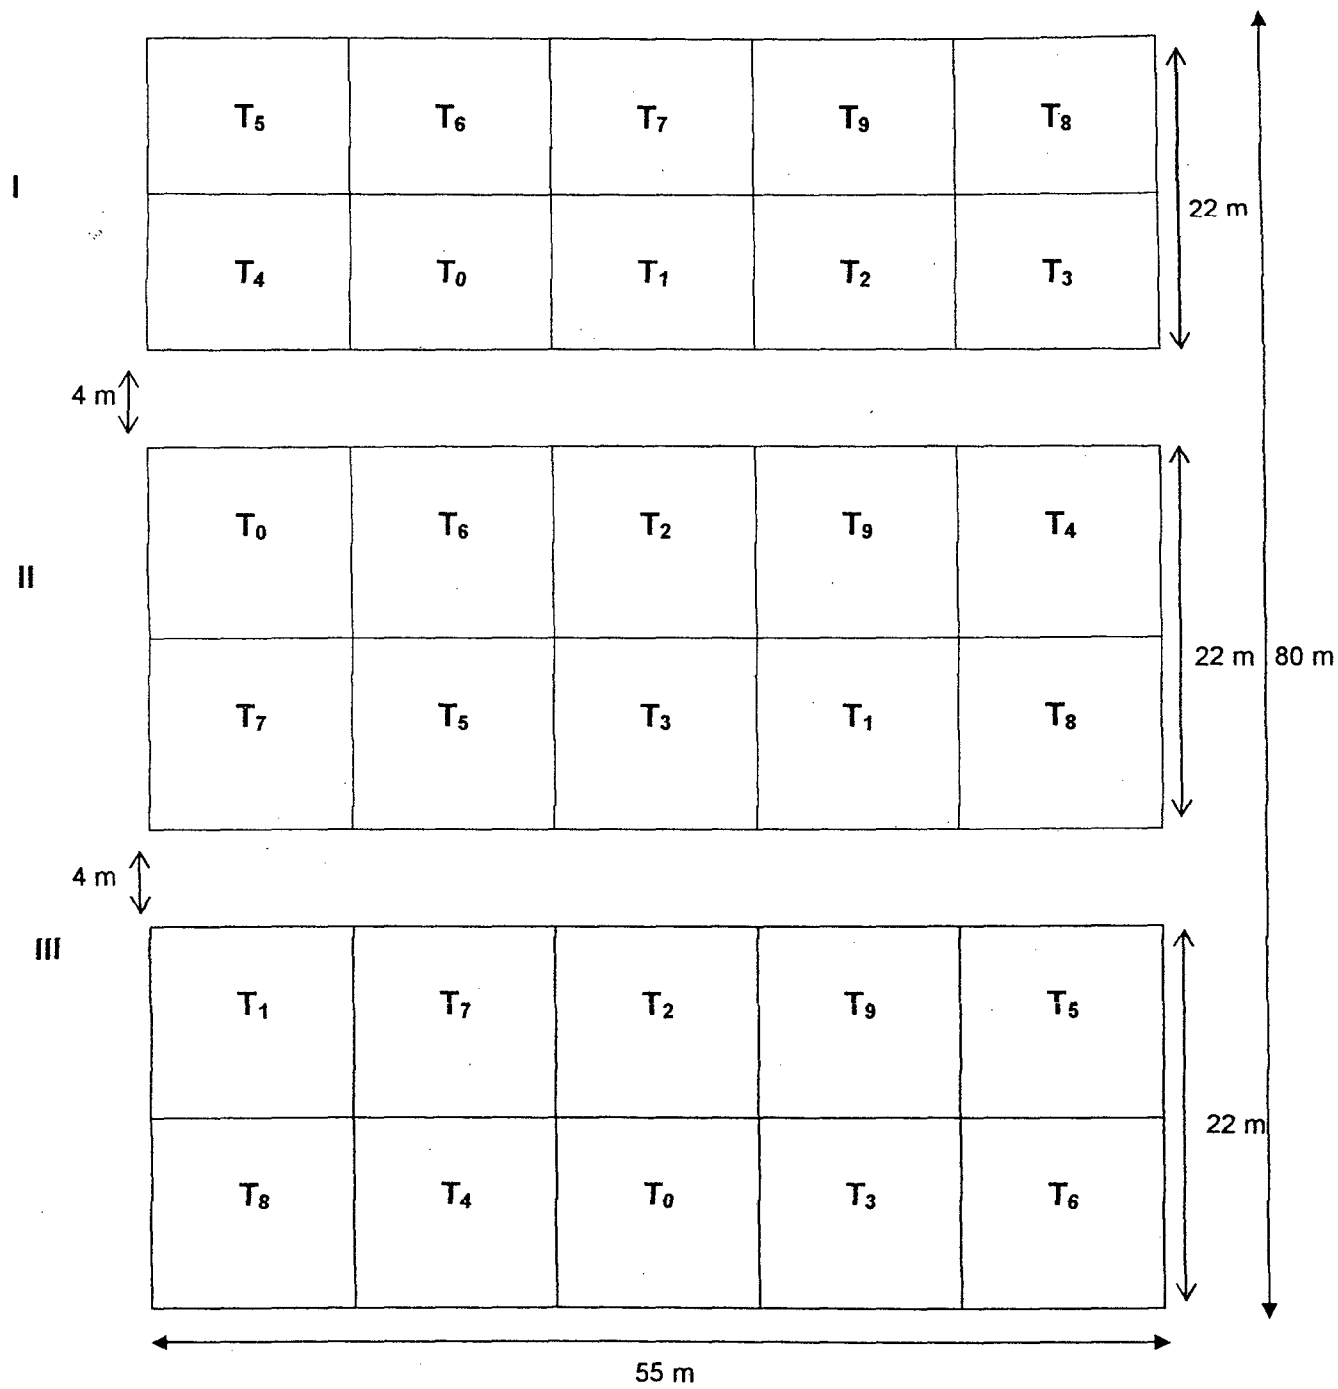 T₅ T₆ T₇ T₉ T₈
I
22 m
T₄ T₀ T₁ T₂ T₃
4 m
T₀ T₆ T₂ T₉ T₄
II
22 m 80 m
T₇ T₅ T₃ T₁ T₈
4 m
III
T₁ T₇ T₂ T₉ T₅
22 m
T₈ T₄ T₀ T₃ T₆
55 m